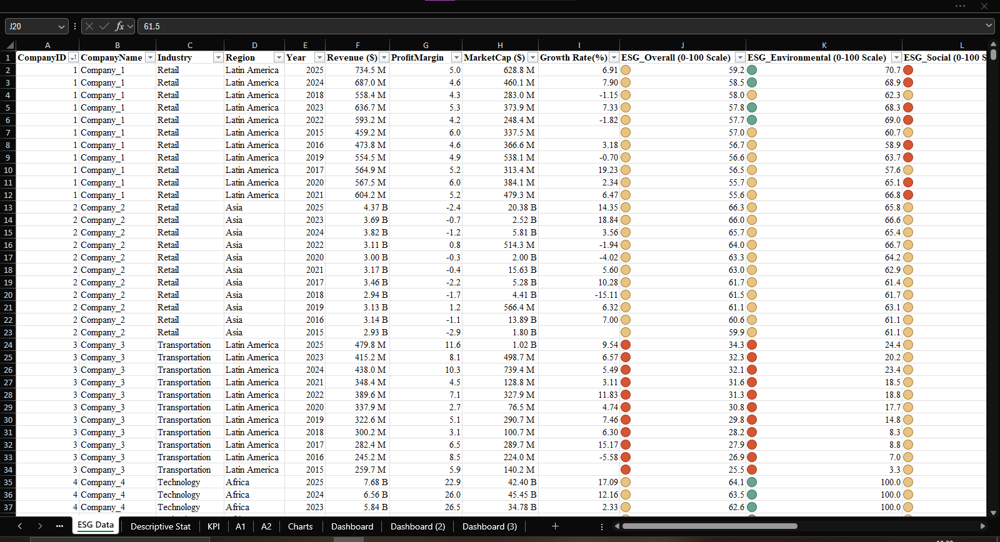 J20 fx 61.5
A B C D E F G H I J K L
1 CompanyID CompanyName Industry Region Year Revenue ($) ProfitMargin MarketCap ($) Growth Rate(%) ESG_Overall (0-100 Scale) ESG_Environmental (0-100 Scale) ESG_Social (0-100 S
2 1 Company_1 Retail Latin America 2025 734.5 M 5.0 628.8 M 6.91 59.2 70.7
3 1 Company_1 Retail Latin America 2024 687.0 M 4.6 460.1 M 7.90 58.5 68.9
4 1 Company_1 Retail Latin America 2018 558.4 M 4.3 283.0 M -1.15 58.0 62.3
5 1 Company_1 Retail Latin America 2023 636.7 M 5.3 373.9 M 7.33 57.8 68.3
6 1 Company_1 Retail Latin America 2022 593.2 M 4.2 248.4 M -1.82 57.7 69.0
7 1 Company_1 Retail Latin America 2015 459.2 M 6.0 337.5 M 57.0 60.7
8 1 Company_1 Retail Latin America 2016 473.8 M 4.6 366.6 M 3.18 56.7 58.9
9 1 Company_1 Retail Latin America 2019 554.5 M 4.9 538.1 M -0.70 56.6 63.7
10 1 Company_1 Retail Latin America 2017 564.9 M 5.2 313.4 M 19.23 56.5 57.6
11 1 Company_1 Retail Latin America 2020 567.5 M 6.0 384.1 M 2.34 55.7 65.1
12 1 Company_1 Retail Latin America 2021 604.2 M 5.2 479.3 M 6.47 55.6 66.8
13 2 Company_2 Retail Asia 2025 4.37 B -2.4 20.38 B 14.35 66.3 65.8
14 2 Company_2 Retail Asia 2023 3.69 B -0.7 2.52 B 18.84 66.0 66.6
15 2 Company_2 Retail Asia 2024 3.82 B -1.2 5.81 B 3.56 65.7 65.4
16 2 Company_2 Retail Asia 2022 3.11 B 0.8 514.3 M -1.94 64.0 66.7
17 2 Company_2 Retail Asia 2020 3.00 B -0.3 2.00 B -4.02 63.3 64.2
18 2 Company_2 Retail Asia 2021 3.17 B -0.4 15.63 B 5.60 63.0 62.9
19 2 Company_2 Retail Asia 2017 3.46 B -2.2 5.28 B 10.28 61.7 61.4
20 2 Company_2 Retail Asia 2018 2.94 B -1.7 4.41 B -15.11 61.5 61.7
21 2 Company_2 Retail Asia 2019 3.13 B 1.2 566.4 M 6.32 61.1 63.1
22 2 Company_2 Retail Asia 2016 3.14 B -1.1 13.89 B 7.00 60.6 61.1
23 2 Company_2 Retail Asia 2015 2.93 B -2.9 1.80 B 59.9 61.1
24 3 Company_3 Transportation Latin America 2025 479.8 M 11.6 1.02 B 9.54 34.3 24.4
25 3 Company_3 Transportation Latin America 2023 415.2 M 8.1 498.7 M 6.57 32.3 20.2
26 3 Company_3 Transportation Latin America 2024 438.0 M 10.3 739.4 M 5.49 32.1 23.4
27 3 Company_3 Transportation Latin America 2021 348.4 M 4.5 128.8 M 3.11 31.6 18.5
28 3 Company_3 Transportation Latin America 2022 389.6 M 7.1 327.9 M 11.83 31.3 18.8
29 3 Company_3 Transportation Latin America 2020 337.9 M 2.7 76.5 M 4.74 30.8 17.7
30 3 Company_3 Transportation Latin America 2019 322.6 M 5.1 290.7 M 7.46 29.8 14.8
31 3 Company_3 Transportation Latin America 2018 300.2 M 3.1 100.7 M 6.30 28.2 8.3
32 3 Company_3 Transportation Latin America 2017 282.4 M 6.5 289.7 M 15.17 27.9 8.8
33 3 Company_3 Transportation Latin America 2016 245.2 M 8.5 224.0 M -5.58 26.9 7.0
34 3 Company_3 Transportation Latin America 2015 259.7 M 5.9 140.2 M 25.5 3.3
35 4 Company_4 Technology Africa 2025 7.68 B 22.9 42.40 B 17.09 64.1 100.0
36 4 Company_4 Technology Africa 2024 6.56 B 26.0 45.45 B 12.16 63.5 100.0
37 4 Company_4 Technology Africa 2023 5.84 B 26.5 34.78 B 2.33 62.6 100.0
ESG Data Descriptive Stat KPI A1 A2 Charts Dashboard Dashboard (2) Dashboard (3)